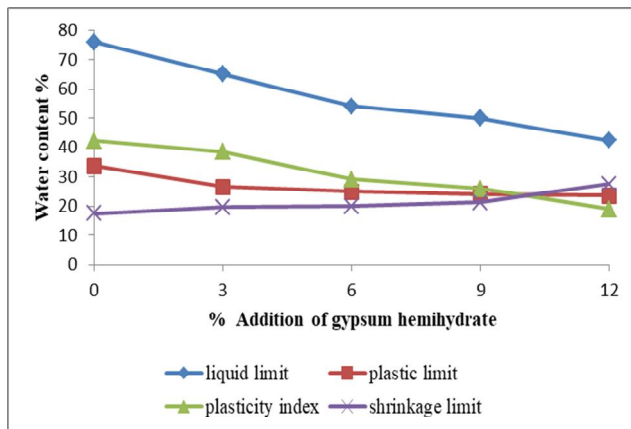 80
70
60
50
40
30
20
10
0
Water content %
0 3 6 9 12
% Addition of gypsum hemihydrate
liquid limit plastic limit
plasticity index shrinkage limit